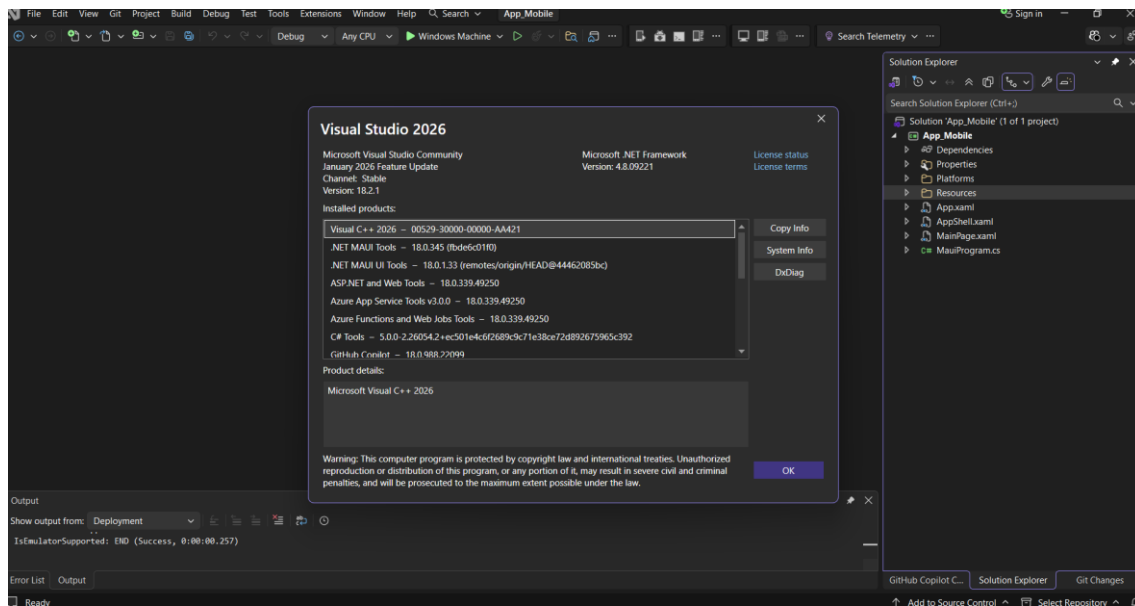 File Edit View Git Project Build Debug Test Tools Extensions Window Help Search App_Mobile Sign in
Debug Any CPU Windows Machine Search Telemetry
Solution Explorer
Search Solution Explorer (Ctrl+;)
Solution 'App_Mobile' (1 of 1 project)
App_Mobile
Dependencies
Properties
Platforms
Resources
App.xaml
AppShell.xaml
MainPage.xaml
C# MauiProgram.cs
Visual Studio 2026
Microsoft Visual Studio Community
January 2026 Feature Update
Channel: Stable
Version: 18.2.1
Microsoft .NET Framework
Version: 4.8.09221
License status
License terms
Installed products:
Visual C++ 2026 – 00529-30000-00000-AA421
.NET MAUI Tools – 18.0.345 (fbde6c01f0)
.NET MAUI UI Tools – 18.0.1.33 (remotes/origin/HEAD@44462085bc)
ASP.NET and Web Tools – 18.0.339.49250
Azure App Service Tools v3.0.0 – 18.0.339.49250
Azure Functions and Web Jobs Tools – 18.0.339.49250
C# Tools – 5.0.0-2.26054.2+ec501e4c6f2689c9c71e38ce72d892675965c392
GitHub Copilot – 18.0.988.22099
Copy Info
System Info
DxDiag
Product details:
Microsoft Visual C++ 2026
Warning: This computer program is protected by copyright law and international treaties. Unauthorized
reproduction or distribution of this program, or any portion of it, may result in severe civil and criminal
penalties, and will be prosecuted to the maximum extent possible under the law.
OK
Output
Show output from: Deployment
IsEmulatorSupported: END (Success, 0:00:00.257)
Error List Output
GitHub Copilot C... Solution Explorer Git Changes
Ready
Add to Source Control Select Repository